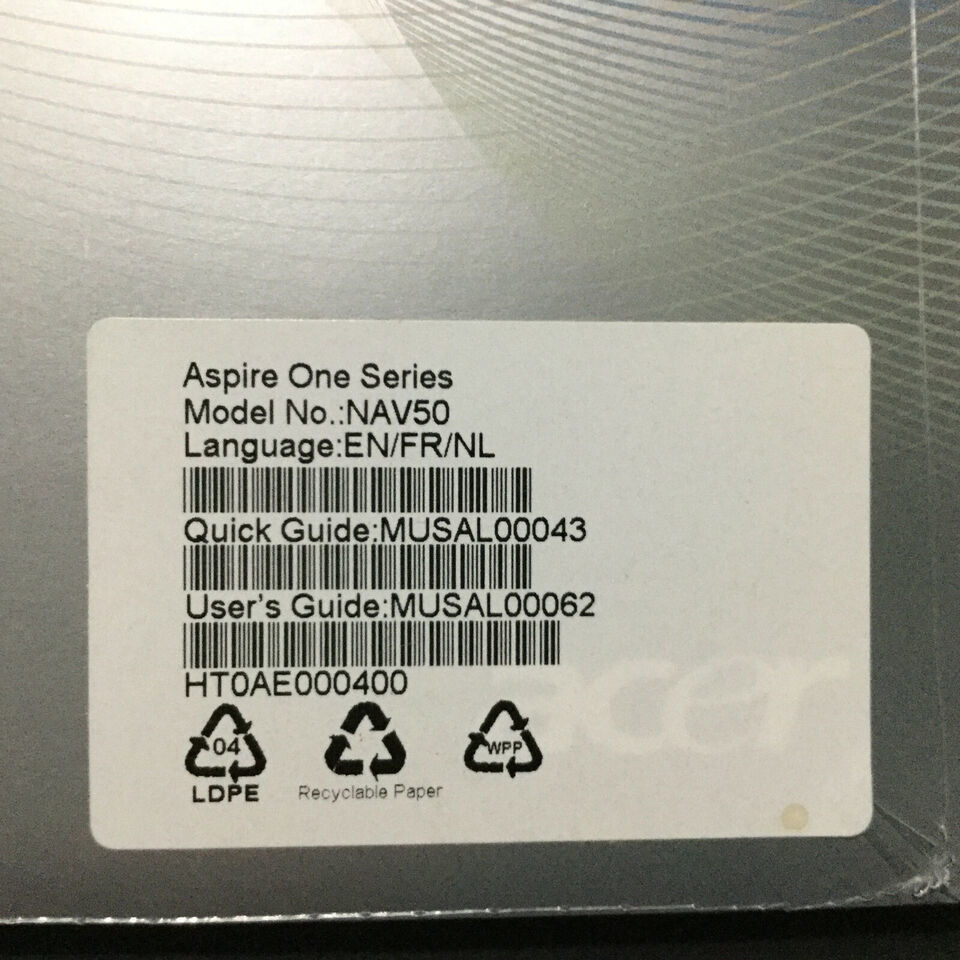 Aspire One Series
Model No.:NAV50
Language:EN/FR/NL
Quick Guide:MUSAL00043
User's Guide:MUSAL00062
HT0AE000400
acer
04
LDPE
Recyclable Paper
WPP